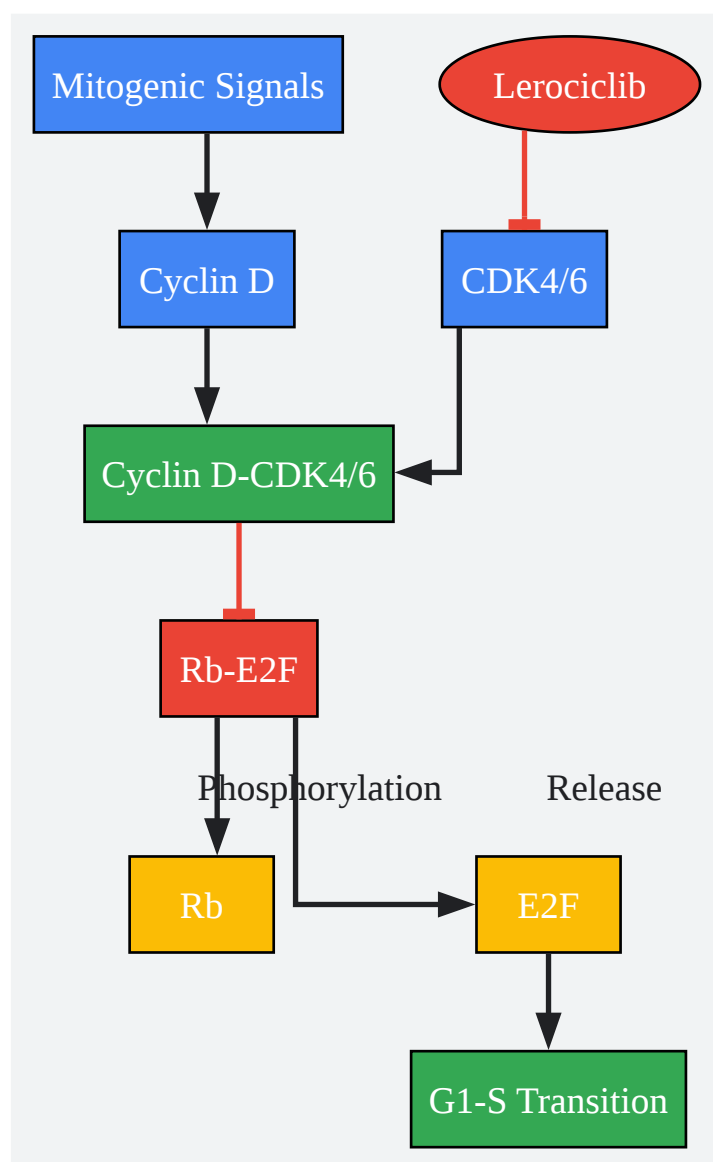 Mitogenic Signals
Lerociclib
Cyclin D
CDK4/6
Cyclin D-CDK4/6
Rb-E2F
Phosphorylation
Release
Rb
E2F
G1-S Transition